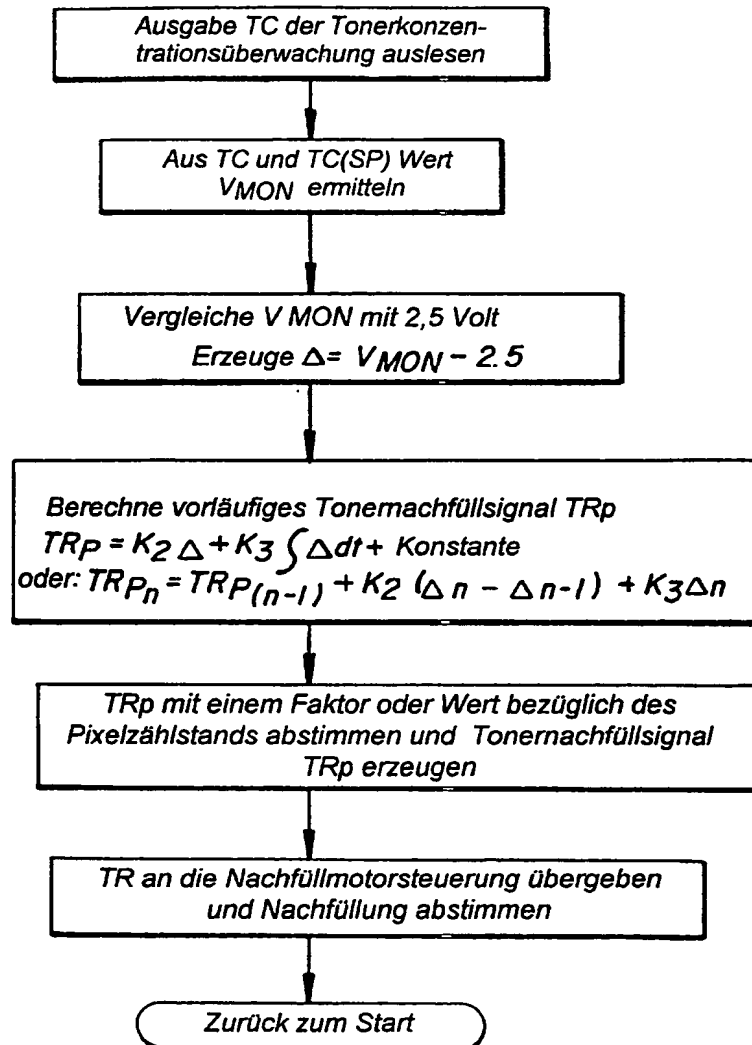 Ausgabe TC der Tonerkonzen-
trationsüberwachung auslesen
Aus TC und TC(SP) Wert
VMON ermitteln
Vergleiche V MON mit 2,5 Volt
Erzeuge Δ= VMON - 2.5
Berechne vorläufiges Tonernachfüllsignal TRp
TRP = K2 Δ + K3 ∫ Δdt + Konstante
oder: TRPn = TRP(n-1) + K2 (Δn - Δn-1) + K3Δn
TRp mit einem Faktor oder Wert bezüglich des
Pixelzählstands abstimmen und Tonernachfüllsignal
TRp erzeugen
TR an die Nachfüllmotorsteuerung übergeben
und Nachfüllung abstimmen
Zurück zum Start